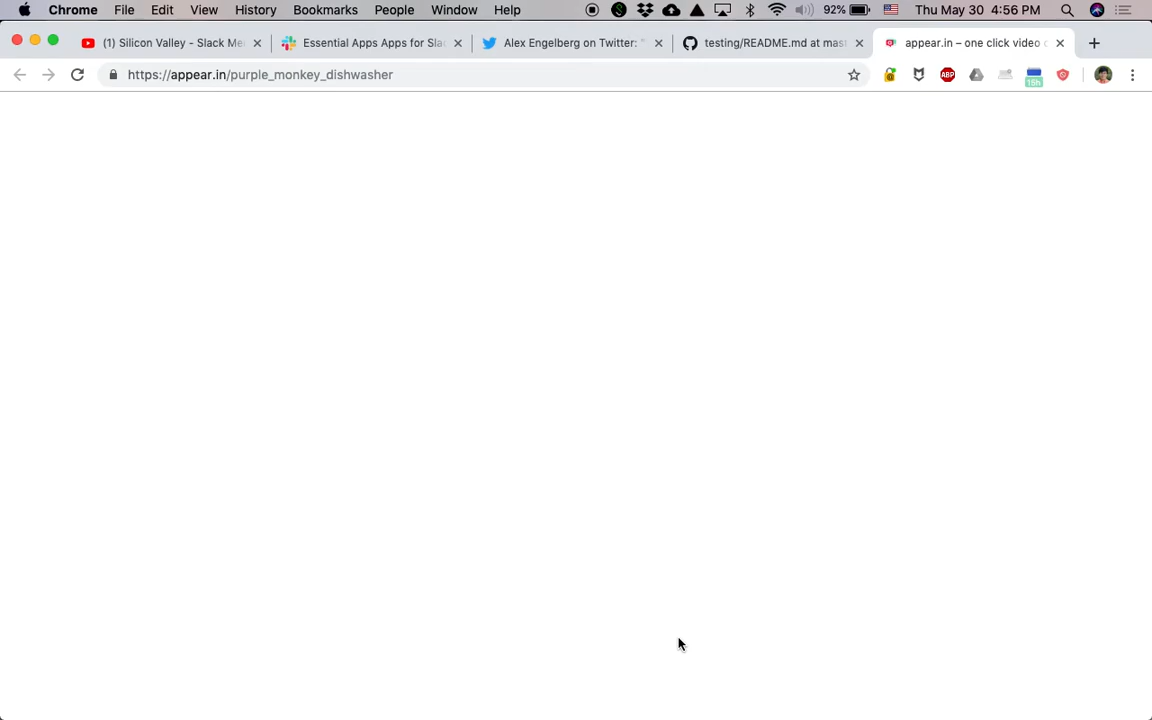 Chrome File Edit View History Bookmarks People Window Help 92% Thu May 30 4:56 PM
(1) Silicon Valley - Slack Me Essential Apps Apps for Sla Alex Engelberg on Twitter: " testing/README.md at mas appear.in – one click video c
https://appear.in/purple_monkey_dishwasher ABP 15h